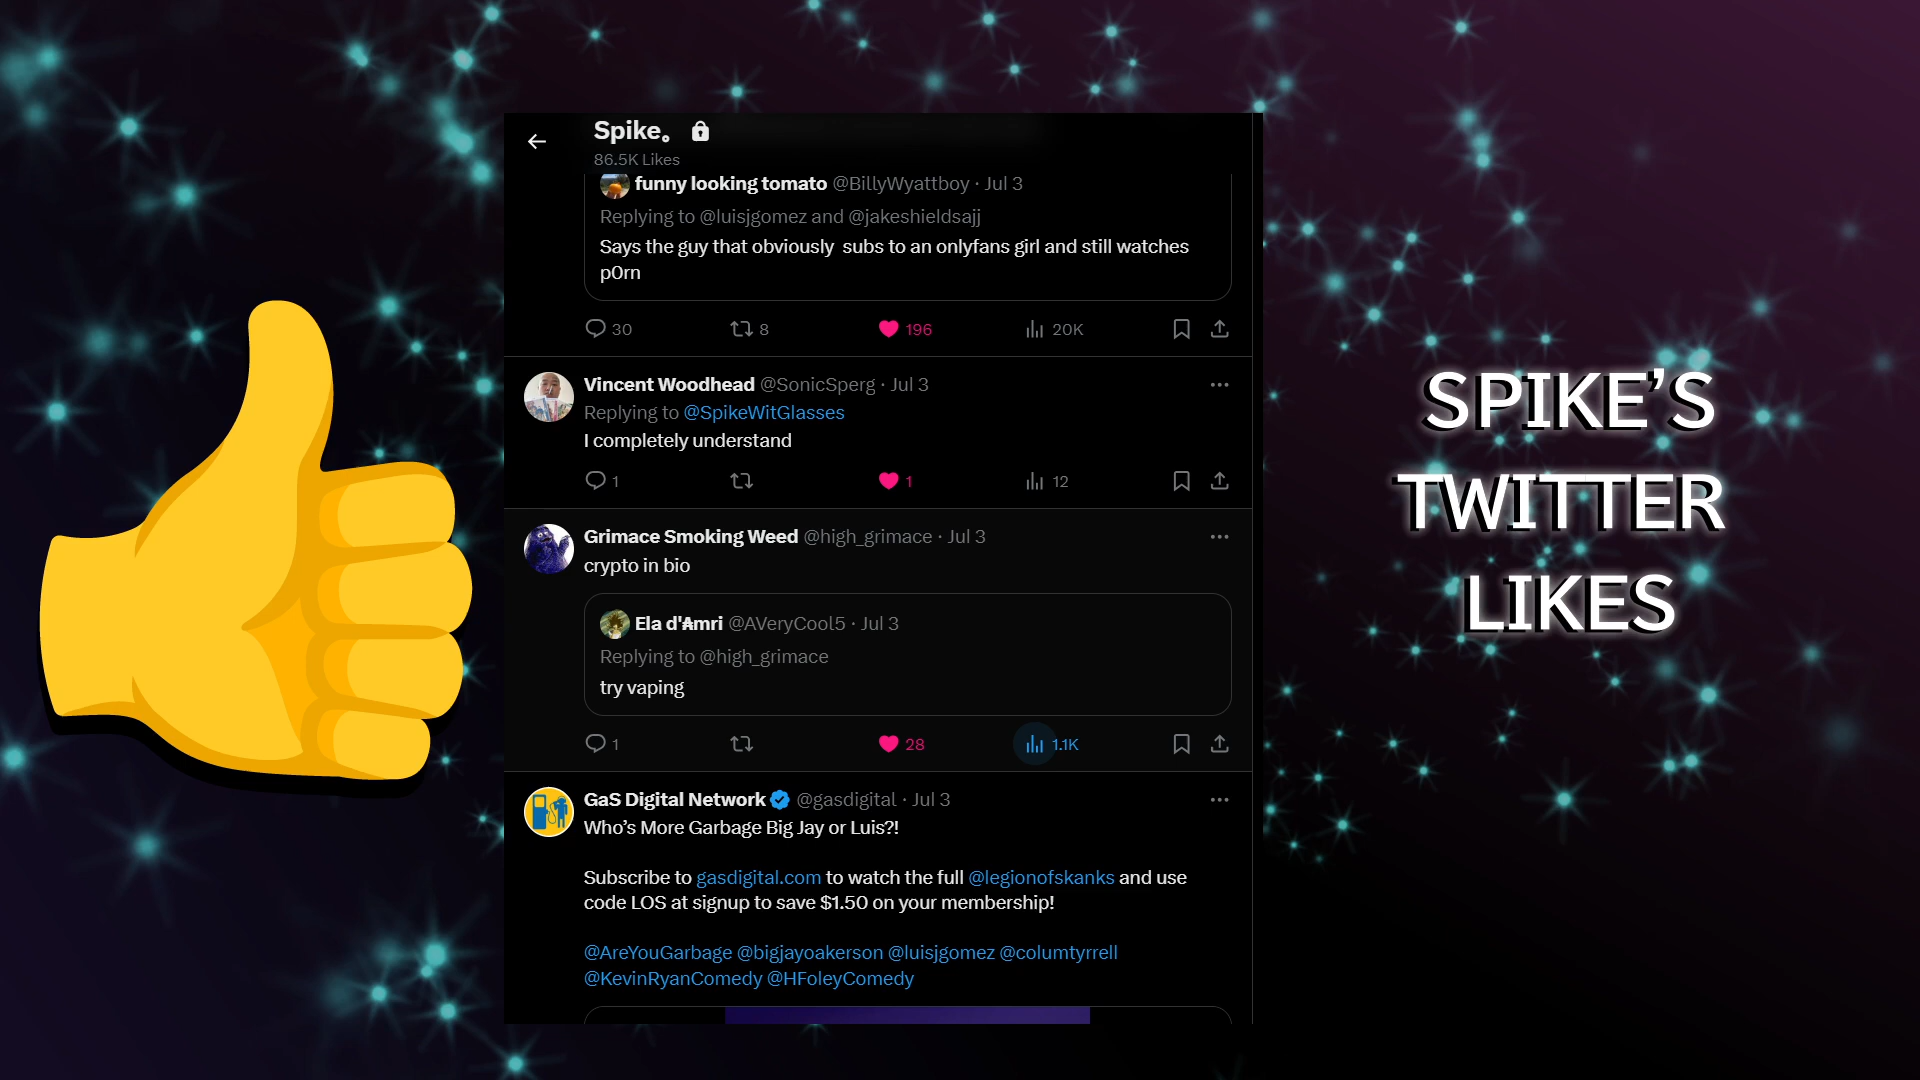 Spike。
86.5K Likes
funny looking tomato @BillyWyattboy · Jul 3
Replying to @luisjgomez and @jakeshieldsajj
Says the guy that obviously  subs to an onlyfans girl and still watches
p0rn
30 8 196 20K
Vincent Woodhead @SonicSperg · Jul 3
Replying to @SpikeWitGlasses
I completely understand
1 1 12
Grimace Smoking Weed @high_grimace · Jul 3
crypto in bio
Ela d'₳mri @AVeryCool5 · Jul 3
Replying to @high_grimace
try vaping
1 28 1.1K
GaS Digital Network @gasdigital · Jul 3
Who’s More Garbage Big Jay or Luis?!
Subscribe to gasdigital.com to watch the full @legionofskanks and use
code LOS at signup to save $1.50 on your membership!
@AreYouGarbage @bigjayoakerson @luisjgomez @columtyrrell
@KevinRyanComedy @HFoleyComedy
SPIKE’S
TWITTER
LIKES